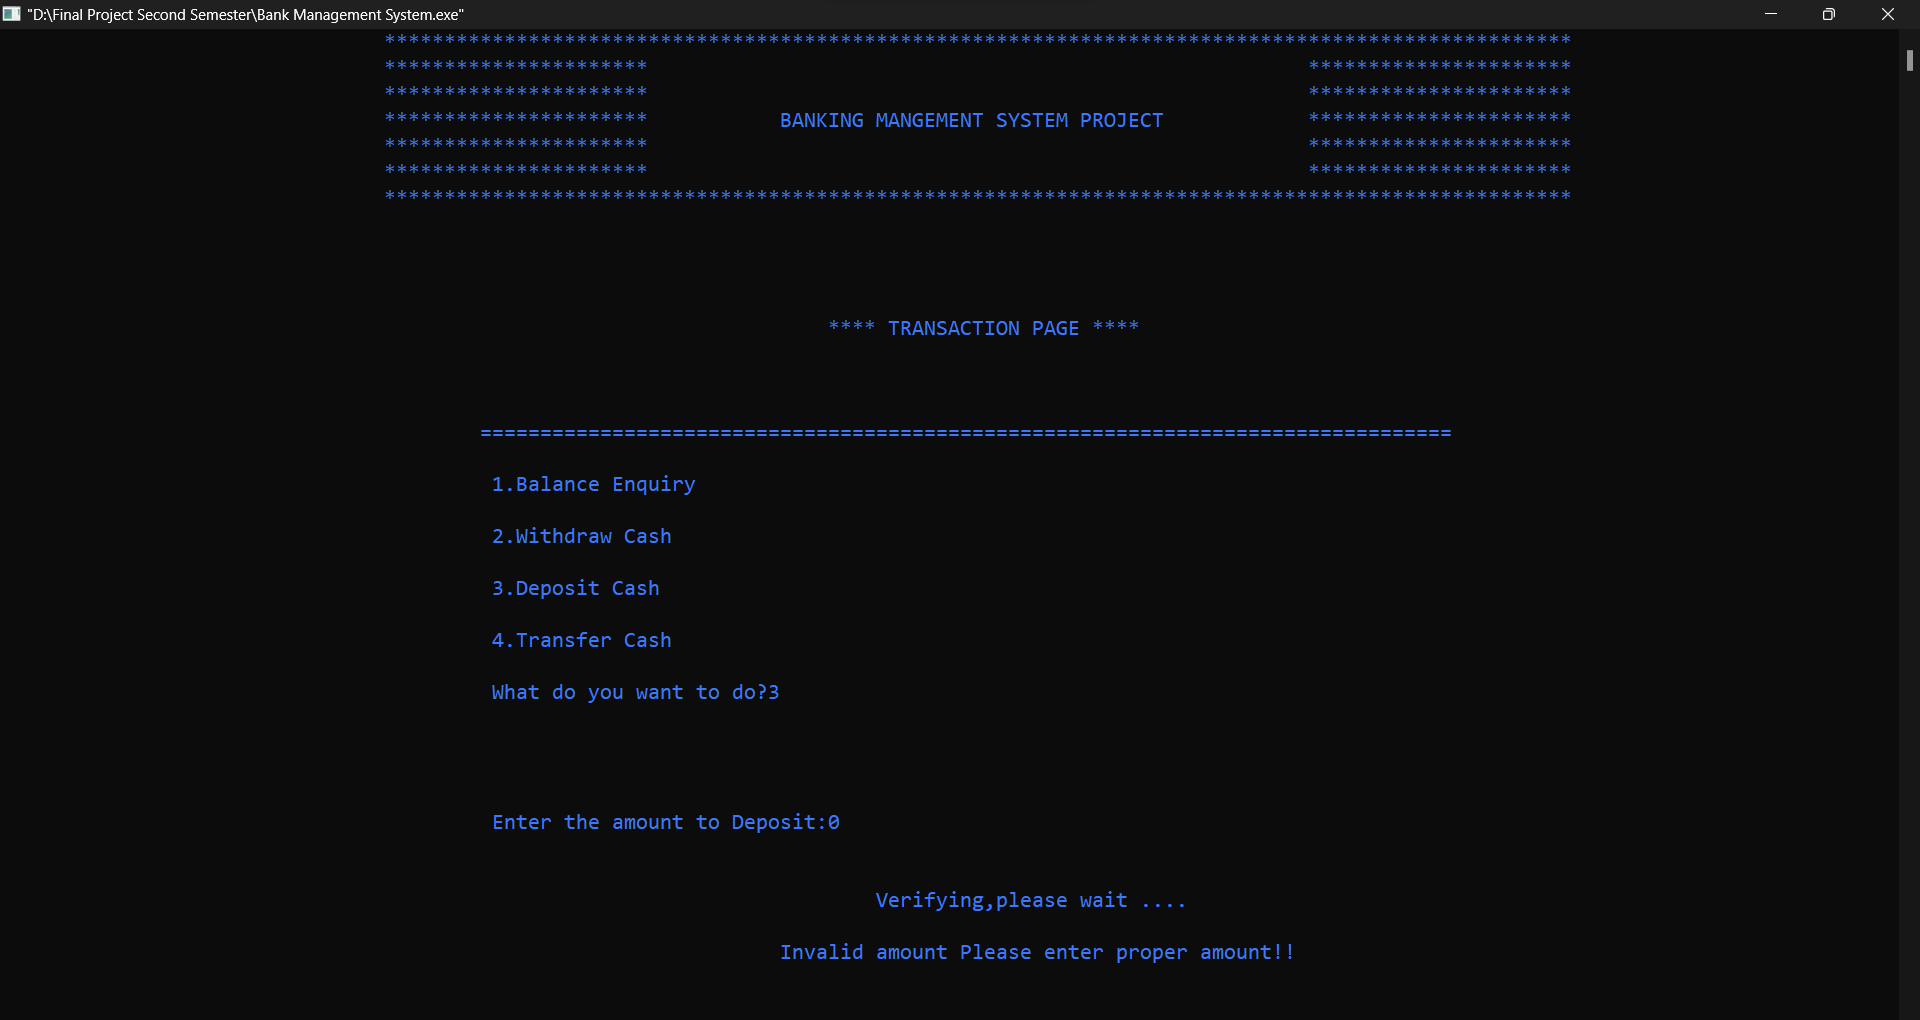 "D:\Final Project Second Semester\Bank Management System.exe"
***************************************************************************************************
**********************                                                       **********************
**********************                                                       **********************
**********************           BANKING MANGEMENT SYSTEM PROJECT            **********************
**********************                                                       **********************
**********************                                                       **********************
***************************************************************************************************
**** TRANSACTION PAGE ****
=================================================================================
1.Balance Enquiry
2.Withdraw Cash
3.Deposit Cash
4.Transfer Cash
What do you want to do?3
Enter the amount to Deposit:0
Verifying,please wait ....
Invalid amount Please enter proper amount!!